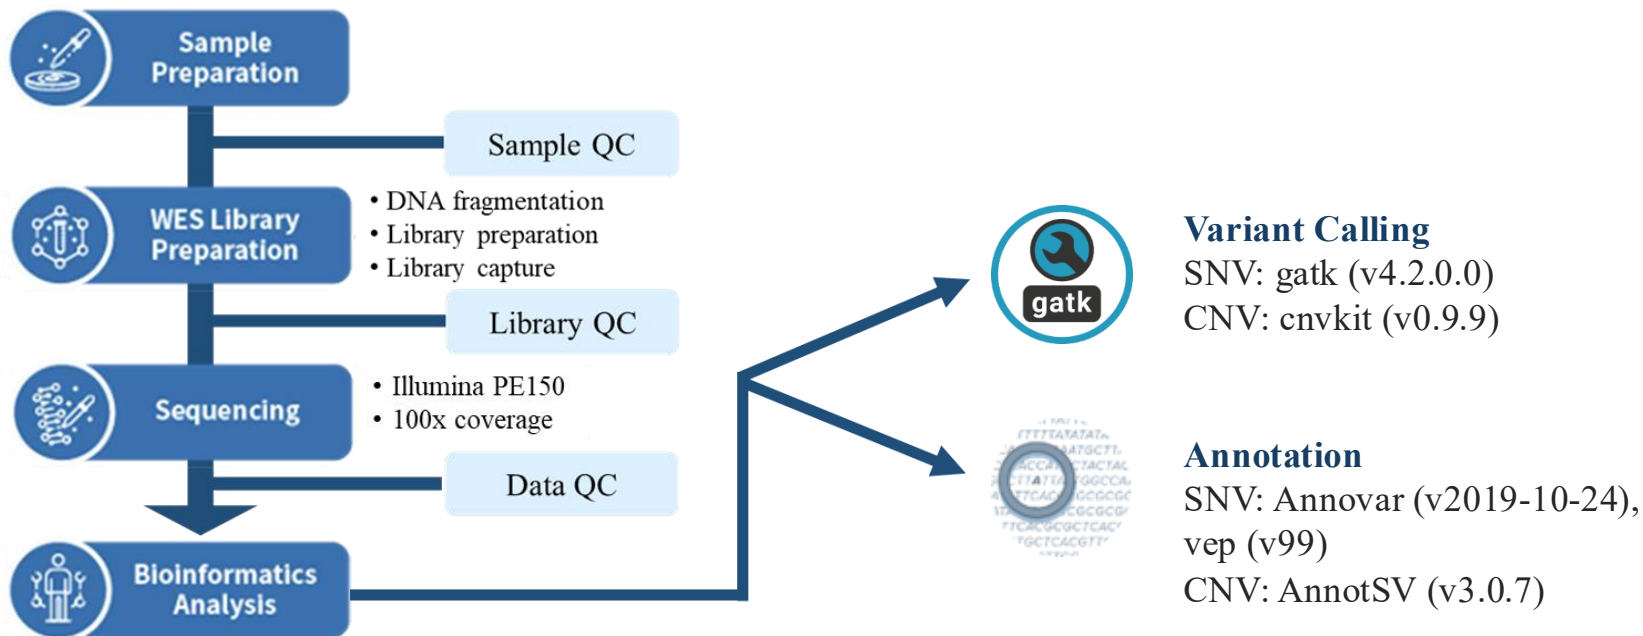 Sample
Preparation
Sample QC
WES Library
Preparation
• DNA fragmentation
• Library preparation
• Library capture
Library QC
Sequencing
• Illumina PE150
• 100x coverage
Data QC
Bioinformatics
Analysis
gatk
Variant Calling
SNV: gatk (v4.2.0.0)
CNV: cnvkit (v0.9.9)
A
Annotation
SNV: Annovar (v2019-10-24),
vep (v99)
CNV: AnnotSV (v3.0.7)